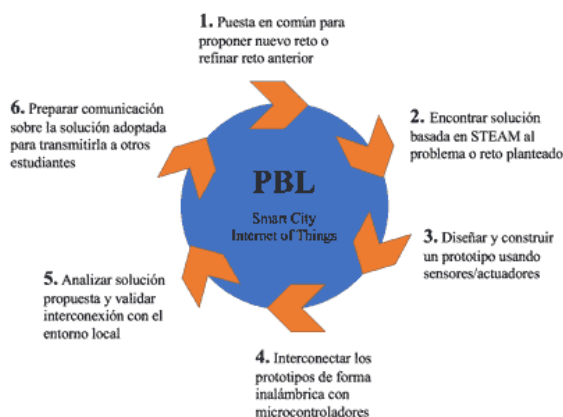 1. Puesta en común para
proponer nuevo reto o
refinar reto anterior
2. Encontrar solución
basada en STEAM al
problema o reto planteado
3. Diseñar y construir
un prototipo usando
sensores/actuadores
4. Interconectar los
prototipos de forma
inalámbrica con
microcontroladores
5. Analizar solución
propuesta y validar
interconexión con el
entorno local
6. Preparar comunicación
sobre la solución adoptada
para transmitirla a otros
estudiantes
PBL
Smart City
Internet of Things